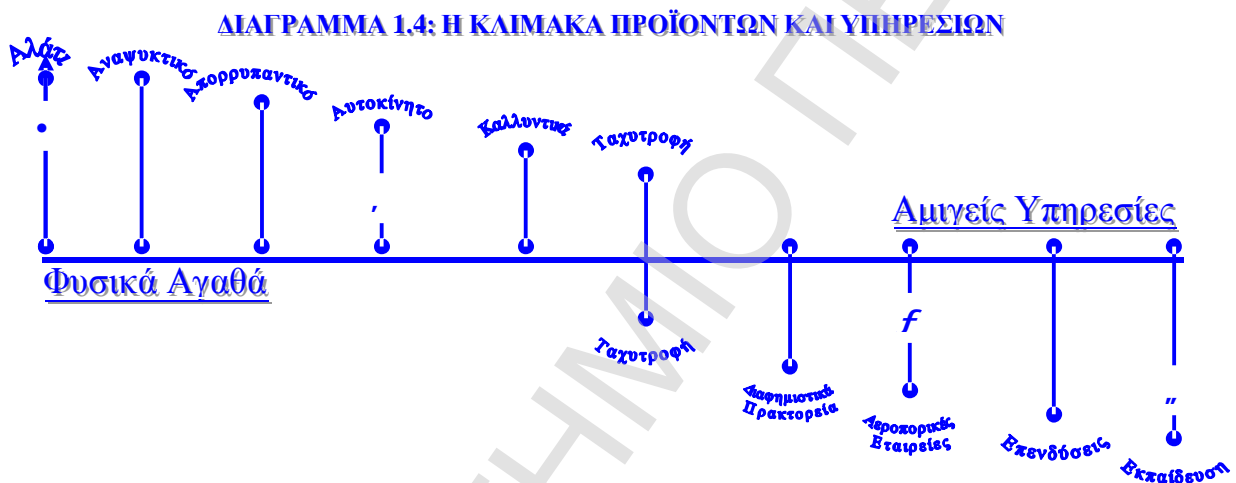 ΔΙΑΓΡΑΜΜΑ 1.4: Η ΚΛΙΜΑΚΑ ΠΡΟΪΟΝΤΩΝ ΚΑΙ ΥΠΗΡΕΣΙΩΝ
Αλάτι
Αναψυκτικό
Απορρυπαντικό
Αυτοκίνητο
Καλλυντικά
Ταχυτροφή
Αμιγείς Υπηρεσίες
Φυσικά Αγαθά
Ταχυτροφή
Διαφημιστικά
Πρακτορεία
Αεροπορικές
Εταιρείες
Επενδύσεις
Εκπαίδευση